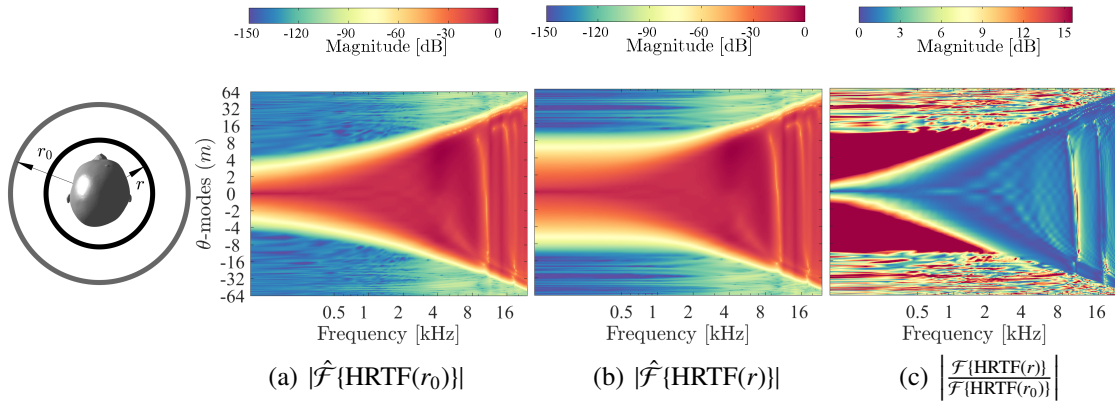 -150 -120 -90 -60 -30 0
Magnitude [dB]
-150 -120 -90 -60 -30 0
Magnitude [dB]
0 3 6 9 12 15
Magnitude [dB]
r₀
r
θ-modes (m)
64
32
16
8
4
2
0
-2
-4
-8
-16
-32
-64
0.5 1 2 4 8 16
Frequency [kHz]
0.5 1 2 4 8 16
Frequency [kHz]
0.5 1 2 4 8 16
Frequency [kHz]
(a) |ℱ̂{HRTF(r₀)}|
(b) |ℱ̂{HRTF(r)}|
(c) |ℱ{HRTF(r)}/ℱ{HRTF(r₀)}|